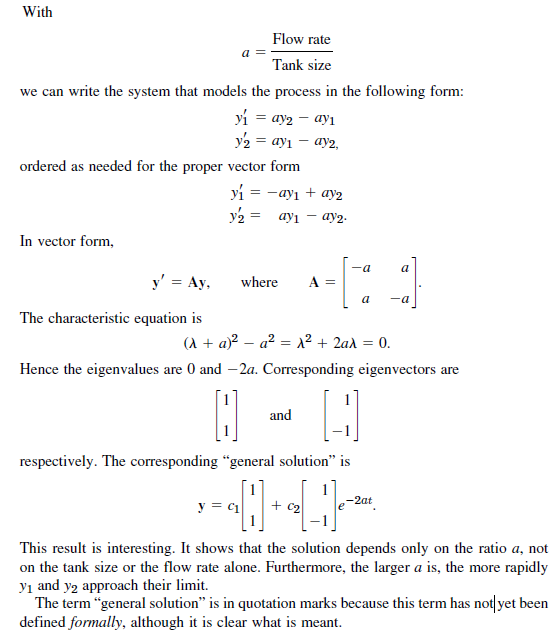 With
a = Flow rate / Tank size
we can write the system that models the process in the following form:
y₁′ = ay₂ − ay₁
y₂′ = ay₁ − ay₂,
ordered as needed for the proper vector form
y₁′ = −ay₁ + ay₂
y₂′ = ay₁ − ay₂.
In vector form,
y′ = Ay, where A = [−a a; a −a].
The characteristic equation is
(λ + a)² − a² = λ² + 2aλ = 0.
Hence the eigenvalues are 0 and −2a. Corresponding eigenvectors are
[1; 1] and [1; −1]
respectively. The corresponding “general solution” is
y = c₁[1; 1] + c₂[1; −1]e⁻²ᵃᵗ.
This result is interesting. It shows that the solution depends only on the ratio a, not
on the tank size or the flow rate alone. Furthermore, the larger a is, the more rapidly
y₁ and y₂ approach their limit.
The term “general solution” is in quotation marks because this term has not yet been
defined formally, although it is clear what is meant.